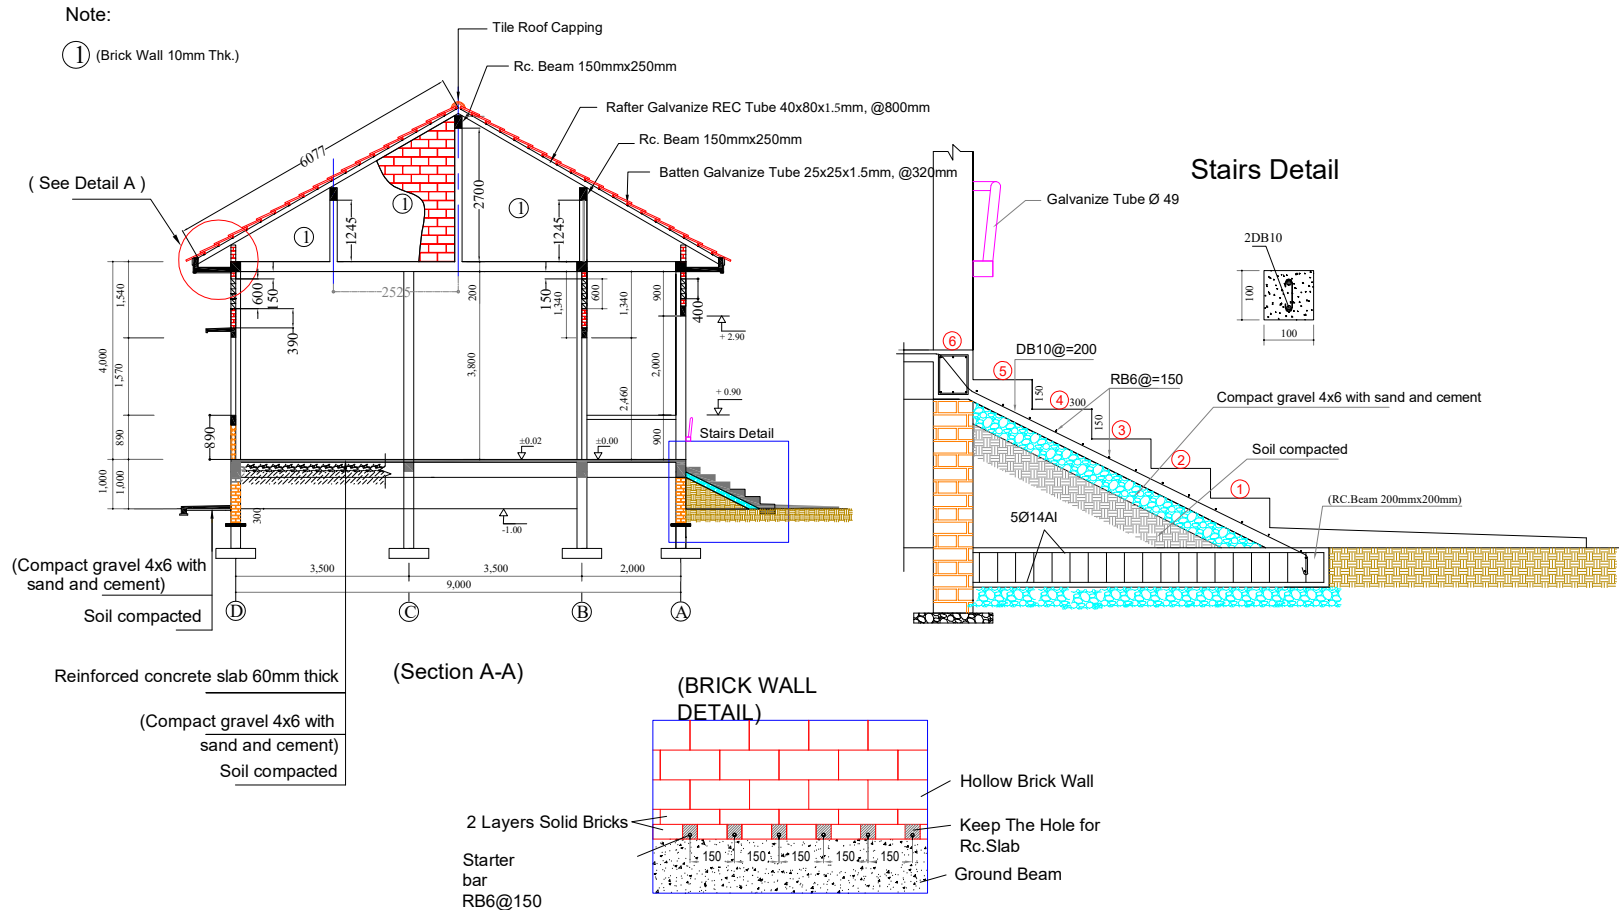 Note:
1 (Brick Wall 10mm Thk.)
Tile Roof Capping
Rc. Beam 150mmx250mm
Rafter Galvanize REC Tube 40x80x1.5mm, @800mm
Rc. Beam 150mmx250mm
Batten Galvanize Tube 25x25x1.5mm, @320mm
( See Detail A )
6077
1
1
1
1245
2700
1245
2525
600
150
390
200
150
1,340
600
1,340
900
400
+ 2.90
1,540
4,000
1,570
890
890
1,000
1,000
3,800
2,000
2,460
900
+ 0.90
±0.02
±0.00
300
-1.00
Stairs Detail
3,500
3,500
2,000
9,000
D
C
B
A
(Compact gravel 4x6 with
sand and cement)
Soil compacted
Reinforced concrete slab 60mm thick
(Compact gravel 4x6 with
sand and cement)
Soil compacted
(Section A-A)
Stairs Detail
Galvanize Tube Ø 49
2DB10
100
100
6
DB10@=200
5
RB6@=150
150
4
300
150
3
2
1
Compact gravel 4x6 with sand and cement
Soil compacted
(RC.Beam 200mmx200mm)
5Ø14AI
(BRICK WALL
DETAIL)
Hollow Brick Wall
2 Layers Solid Bricks
Keep The Hole for
Rc.Slab
150
150
150
150
150
Ground Beam
Starter
bar
RB6@150